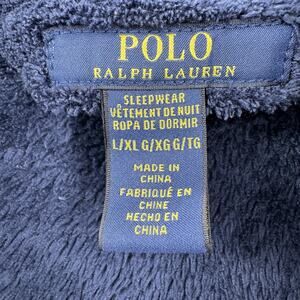 POLO
RALPH LAUREN
SLEEPWEAR
VÊTEMENT DE NUIT
ROPA DE DORMIR
L/XL G/XG G/TG
MADE IN
CHINA
FABRIQUÉ EN
CHINE
HECHO EN
CHINA